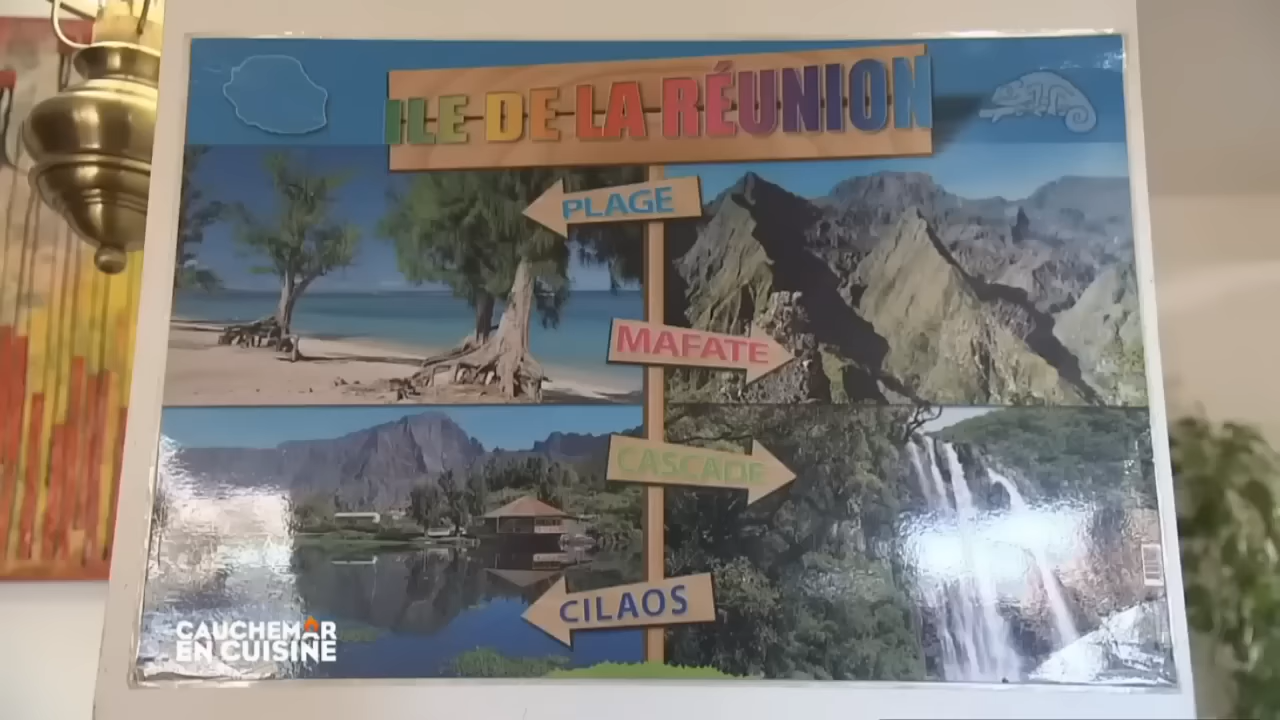 ILE DE LA RÉUNION
PLAGE
MAFATE
CASCADE
CILAOS
CAUCHEMAR
EN CUISINE